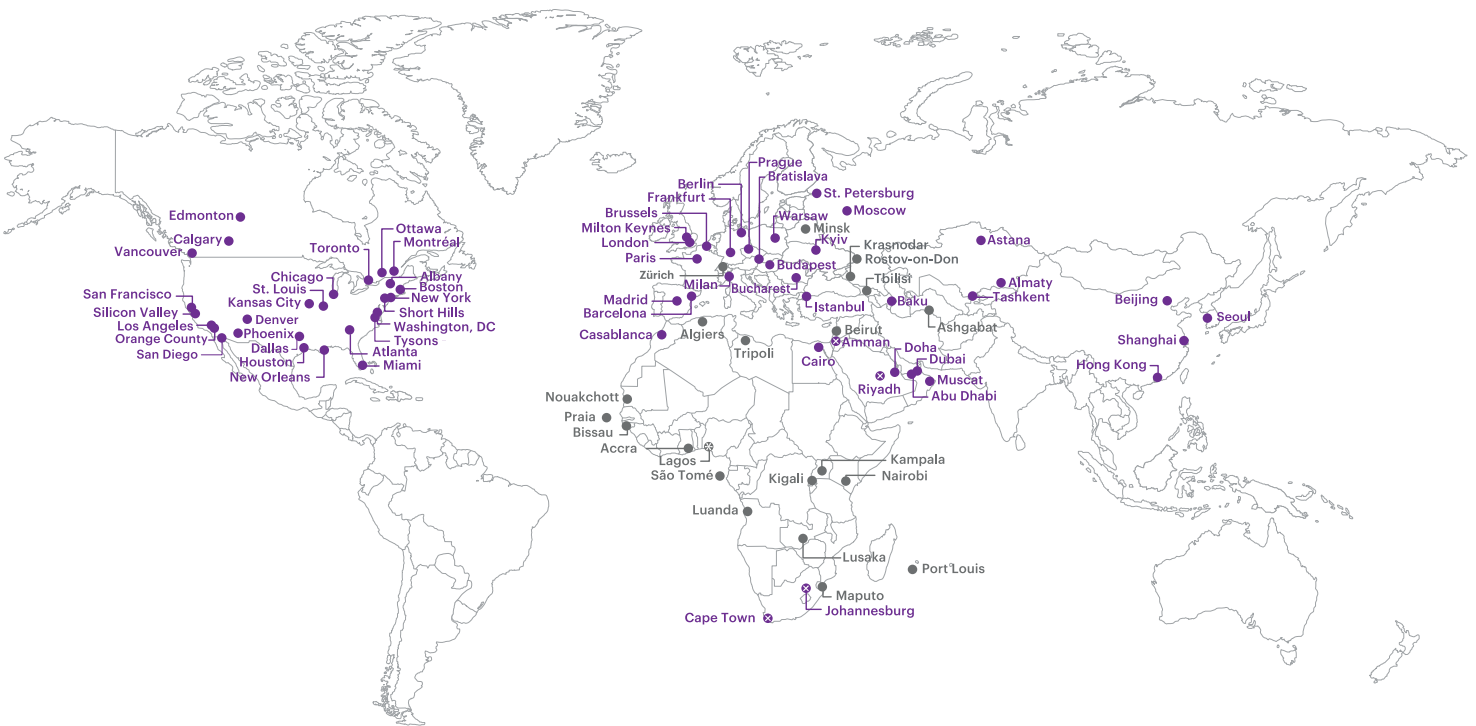 Edmonton
Calgary
Vancouver
Toronto
Ottawa
Montréal
Albany
Boston
New York
Short Hills
Washington, DC
Tysons
Chicago
St. Louis
Kansas City
San Francisco
Silicon Valley
Los Angeles
Orange County
San Diego
Denver
Phoenix
Dallas
Houston
New Orleans
Atlanta
Miami
Prague
Bratislava
Berlin
Frankfurt
Brussels
Milton Keynes
London
Paris
Zürich
Milan
Bucharest
Budapest
Madrid
Barcelona
Casablanca
Algiers
Tripoli
St. Petersburg
Moscow
Warsaw
Minsk
Kyiv
Krasnodar
Rostov-on-Don
Tbilisi
Istanbul
Baku
Ashgabat
Astana
Almaty
Tashkent
Beirut
Amman
Cairo
Doha
Dubai
Riyadh
Muscat
Abu Dhabi
Beijing
Seoul
Shanghai
Hong Kong
Nouakchott
Praia
Bissau
Accra
Lagos
São Tomé
Luanda
Kampala
Kigali
Nairobi
Lusaka
Port Louis
Maputo
Johannesburg
Cape Town